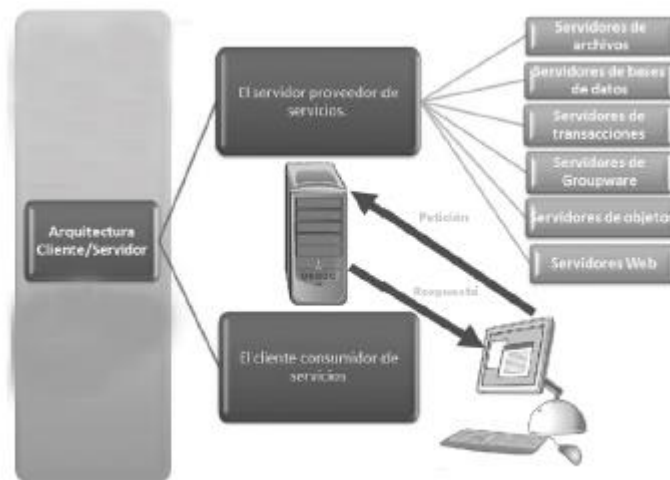 Arquitectura
Cliente/Servidor
El servidor proveedor de
servicios.
El cliente consumidor de
servicios
Servidores de
archivos
Servidores de bases
de datos
Servidores de
transacciones
Servidores de
Groupware
Servidores de objetos
Servidores Web
Petición
Respuesta